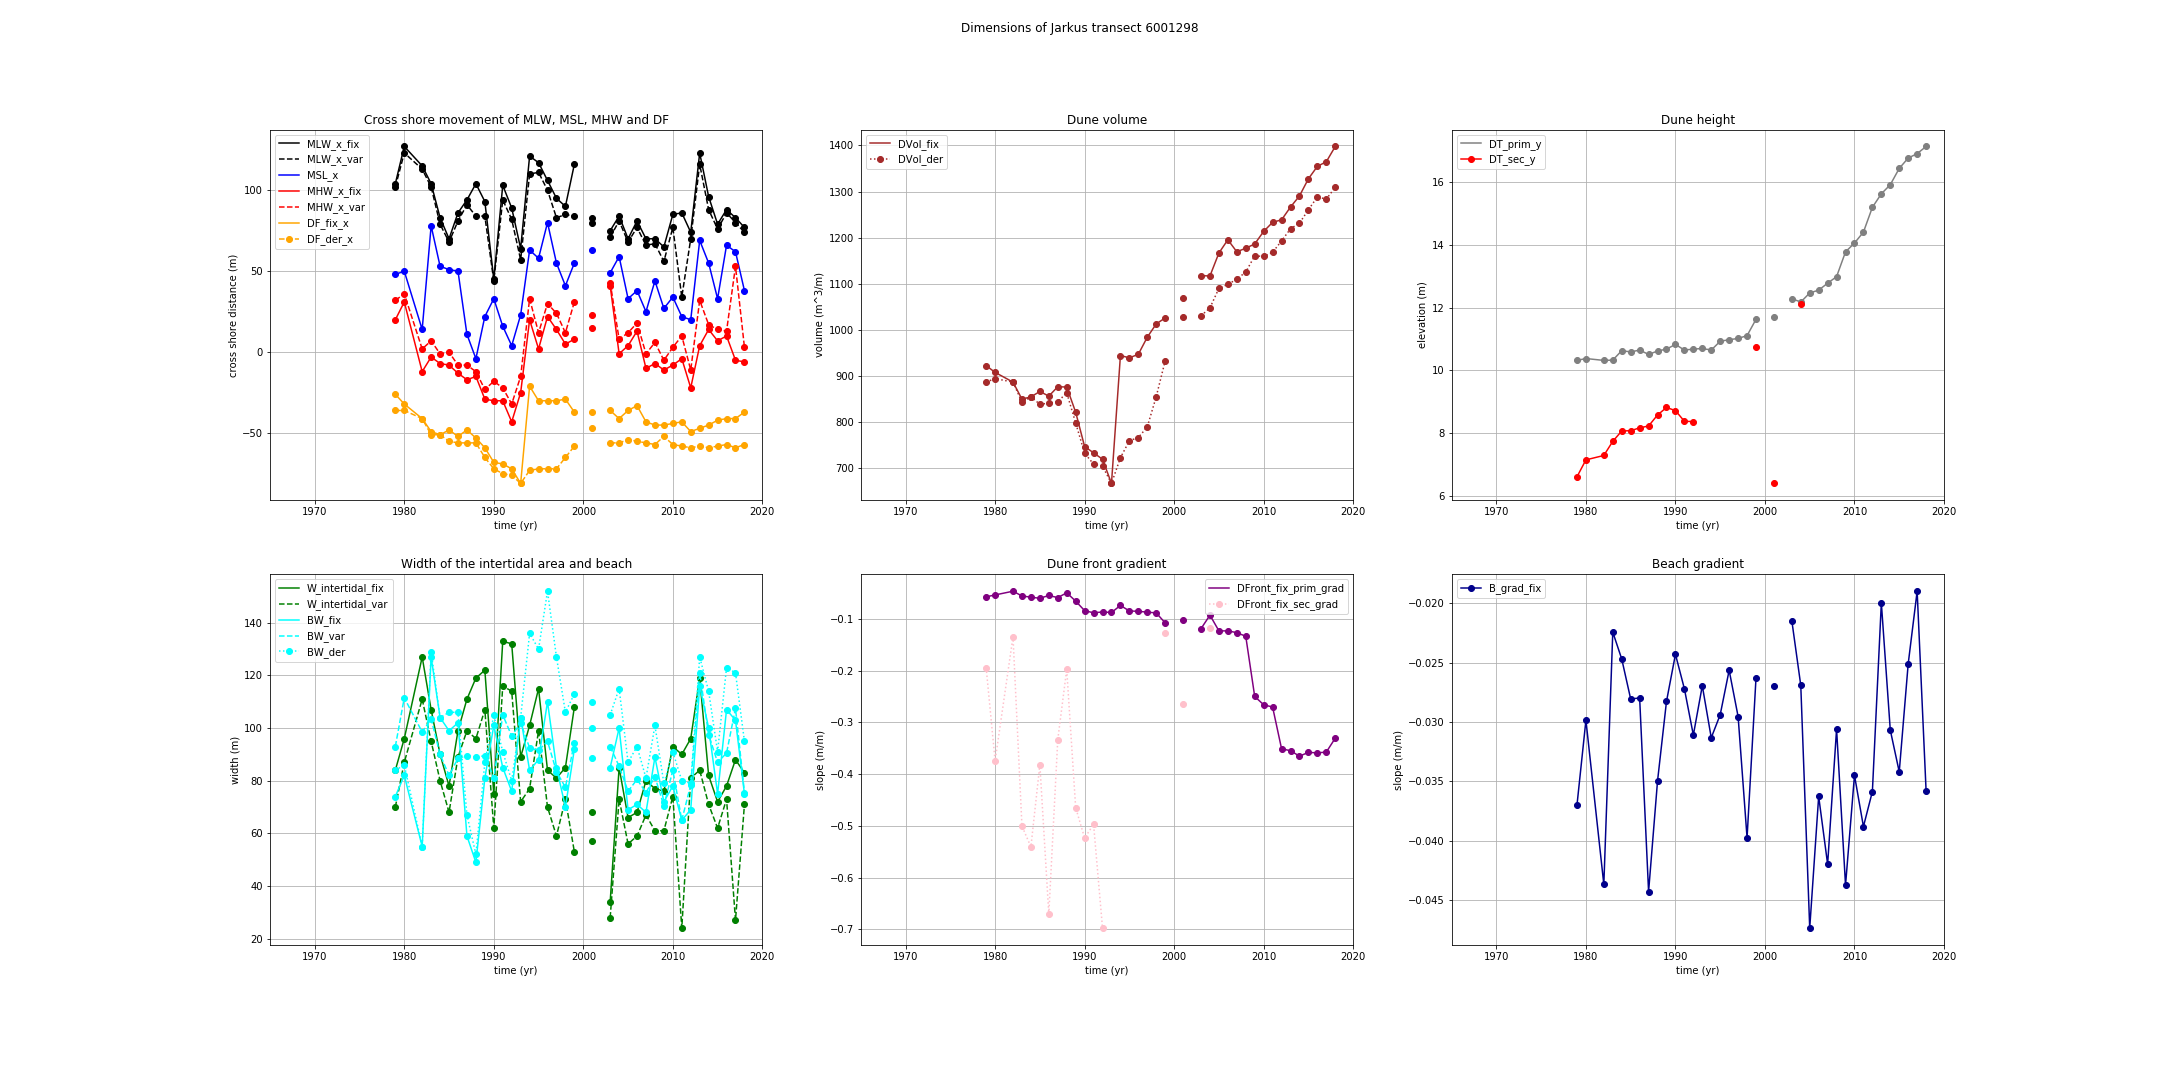 Dimensions of Jarkus transect 6001298
Cross shore movement of MLW, MSL, MHW and DF
MLW_x_fix
MLW_x_var
MSL_x
MHW_x_fix
MHW_x_var
DF_fix_x
DF_der_x
cross shore distance (m)
100
50
0
−50
1970 1980 1990 2000 2010 2020
time (yr)
Dune volume
DVol_fix
DVol_der
volume (m^3/m)
1400
1300
1200
1100
1000
900
800
700
1970 1980 1990 2000 2010 2020
time (yr)
Dune height
DT_prim_y
DT_sec_y
elevation (m)
16
14
12
10
8
6
1970 1980 1990 2000 2010 2020
time (yr)
Width of the intertidal area and beach
W_intertidal_fix
W_intertidal_var
BW_fix
BW_var
BW_der
width (m)
140
120
100
80
60
40
20
1970 1980 1990 2000 2010 2020
time (yr)
Dune front gradient
DFront_fix_prim_grad
DFront_fix_sec_grad
slope (m/m)
−0.1
−0.2
−0.3
−0.4
−0.5
−0.6
−0.7
1970 1980 1990 2000 2010 2020
time (yr)
Beach gradient
B_grad_fix
slope (m/m)
−0.020
−0.025
−0.030
−0.035
−0.040
−0.045
1970 1980 1990 2000 2010 2020
time (yr)